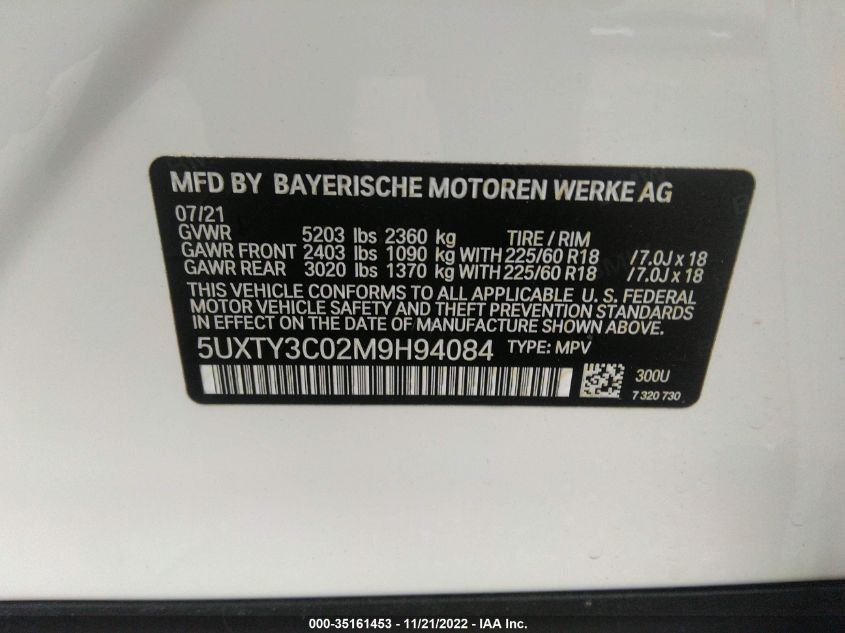 MFD BY BAYERISCHE MOTOREN WERKE AG
07/21
GVWR 5203 lbs 2360 kg TIRE / RIM
GAWR FRONT 2403 lbs 1090 kg WITH 225/60 R18 / 7.0J x 18
GAWR REAR 3020 lbs 1370 kg WITH 225/60 R18 / 7.0J x 18
THIS VEHICLE CONFORMS TO ALL APPLICABLE U. S. FEDERAL
MOTOR VEHICLE SAFETY AND THEFT PREVENTION STANDARDS
IN EFFECT ON THE DATE OF MANUFACTURE SHOWN ABOVE.
5UXTY3C02M9H94084 TYPE: MPV
300U
7 320 730
000-35161453 - 11/21/2022 - IAA Inc.